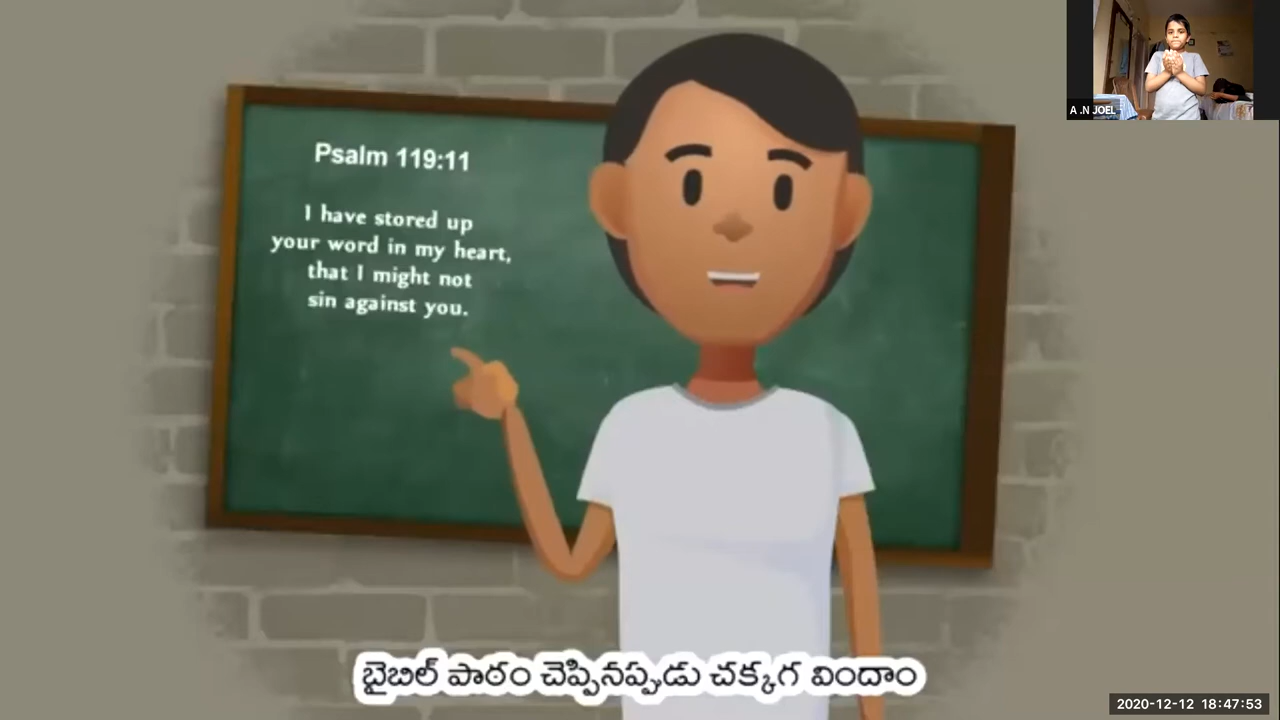 A .N JOEL
Psalm 119:11
I have stored up
your word in my heart,
that I might not
sin against you.
బైబిల్ పాఠం చెప్పినప్పుడు చక్కగ విందాం
2020-12-12 18:47:53